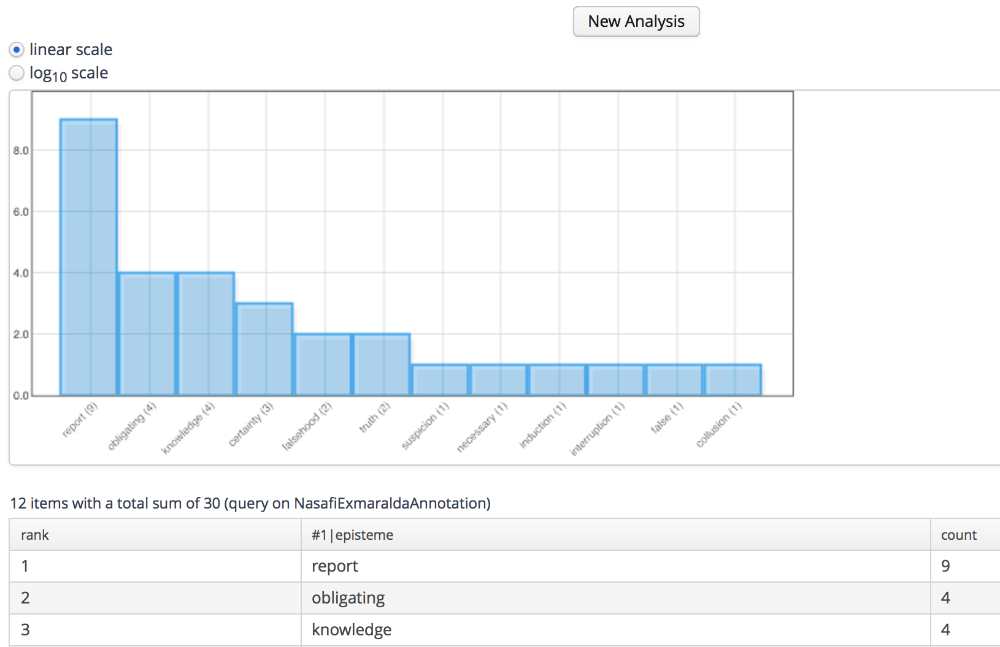 New Analysis
linear scale
log10 scale
8.0
6.0
4.0
2.0
0.0
report (9)
obligating (4)
knowledge (4)
certainty (3)
falsehood (2)
truth (2)
suspicion (1)
necessary (1)
induction (1)
interruption (1)
false (1)
collusion (1)
12 items with a total sum of 30 (query on NasafiExmaraldaAnnotation)
rank #1|episteme count
1 report 9
2 obligating 4
3 knowledge 4